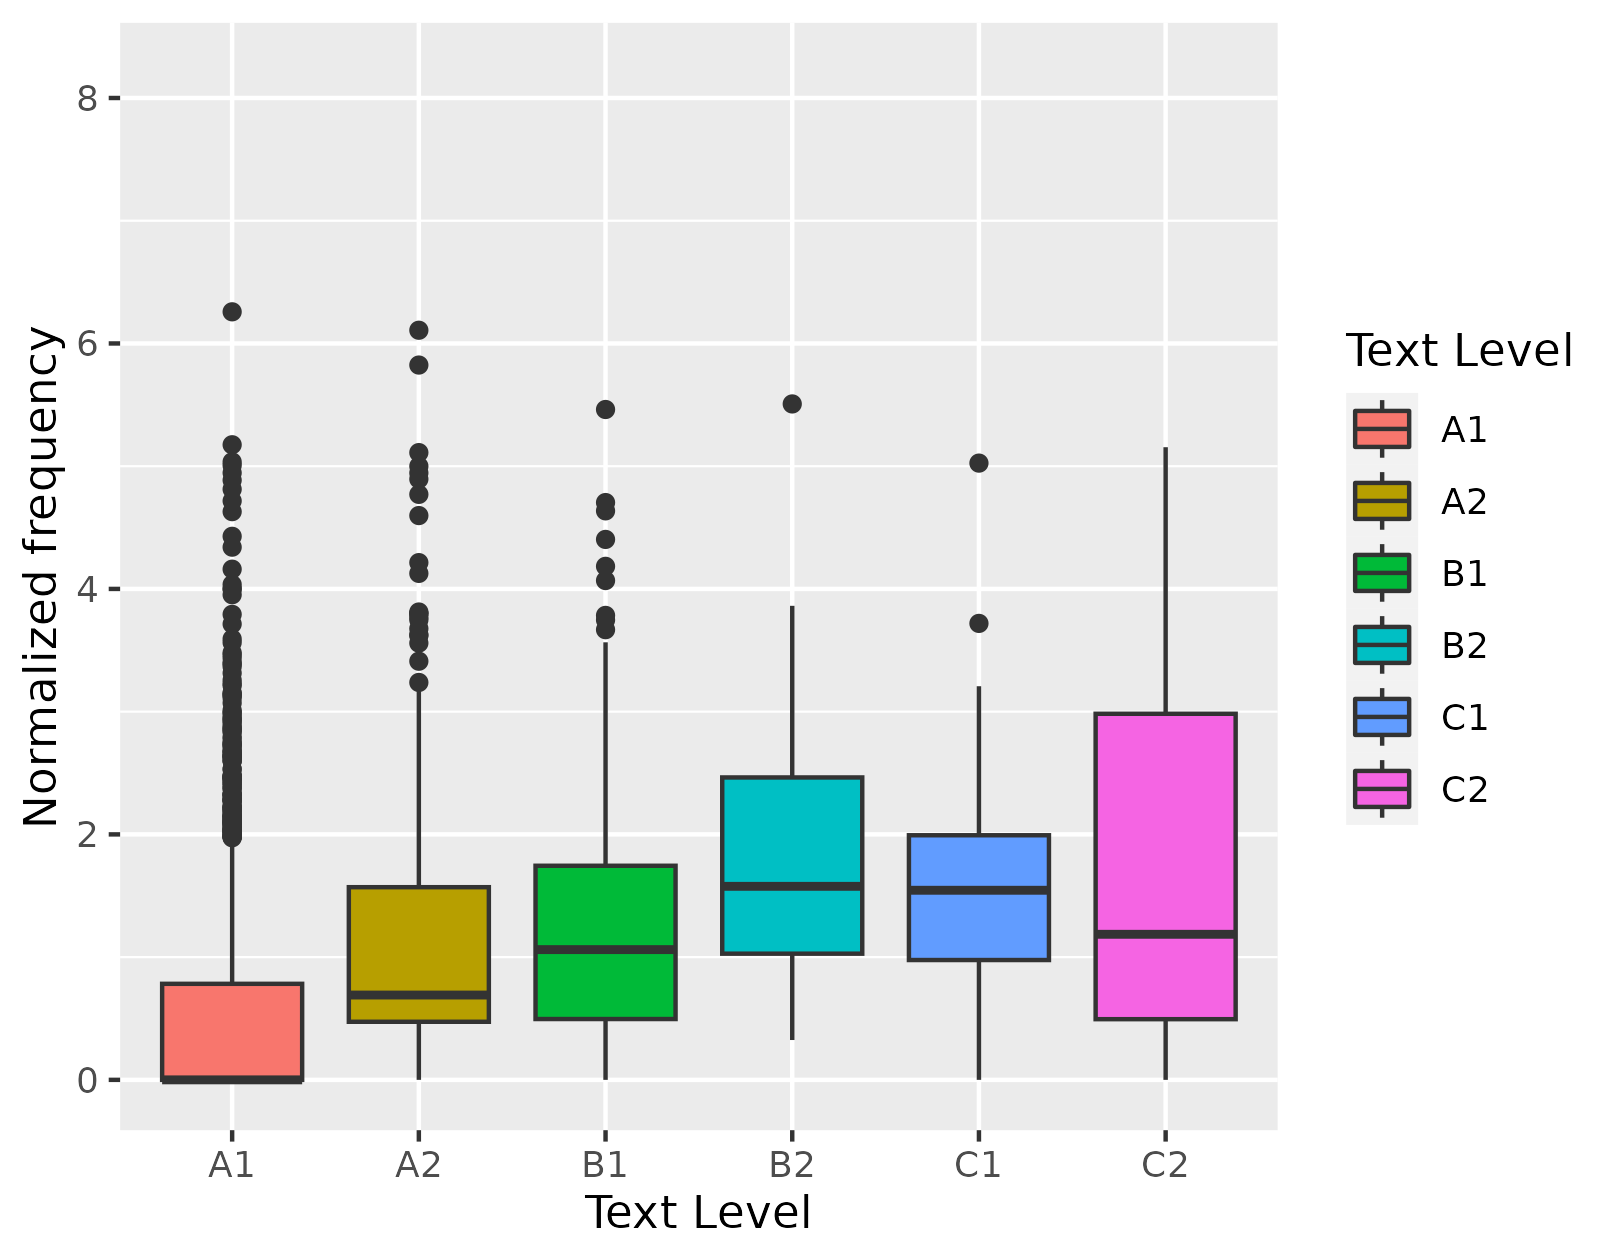 Normalized frequency
8
6
4
2
0
A1 A2 B1 B2 C1 C2
Text Level
Text Level
A1
A2
B1
B2
C1
C2